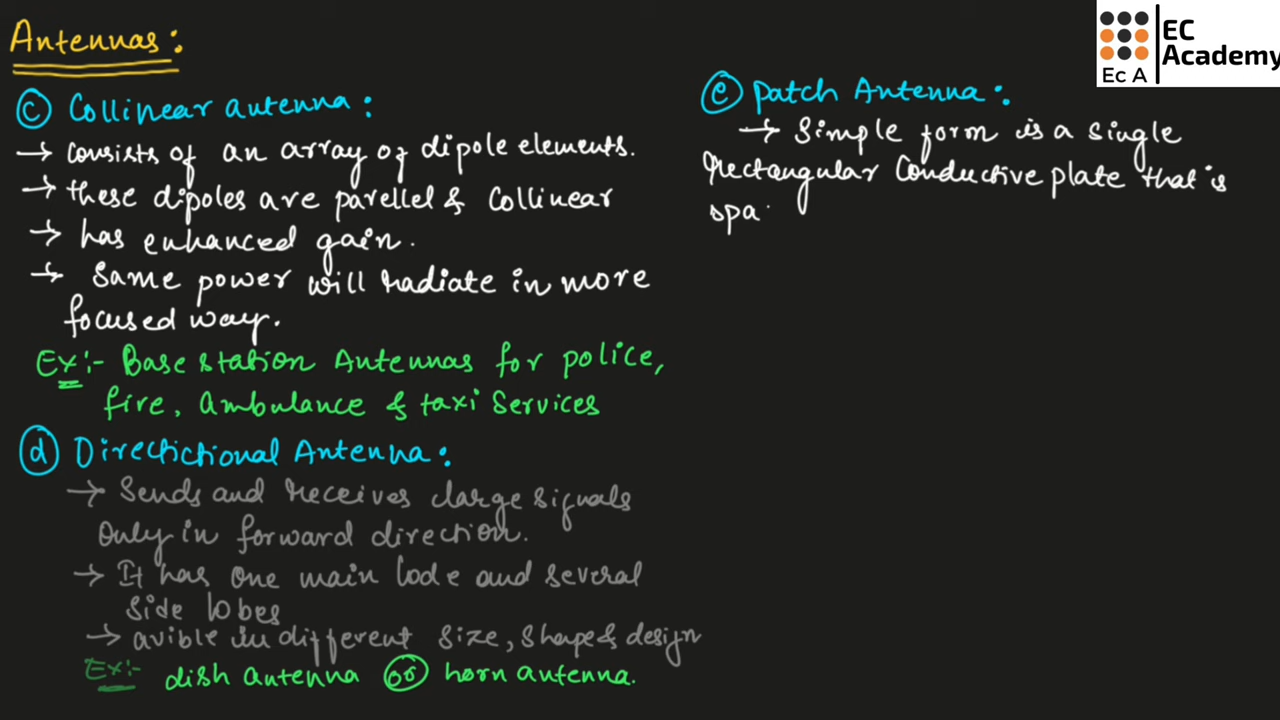 Antennas:
EC
Academy
Ec A
c Collinear antenna:
→ consists of an array of dipole elements.
→ these dipoles are parellel & collinear
→ has enhanced gain.
→ Same power will radiate in more
focused way.
Ex:- Base station Antennas for police,
fire, ambulance & taxi services
d Directictional Antenna:
→ Sends and receives clarge signals
only in forward direction.
→ It has one main lode and several
side lobes
→ avible in different size, shape & design
Ex:- dish antenna or horn antenna.
e patch Antenna:
→ Simple form is a single
rectangular conductive plate that is
spa